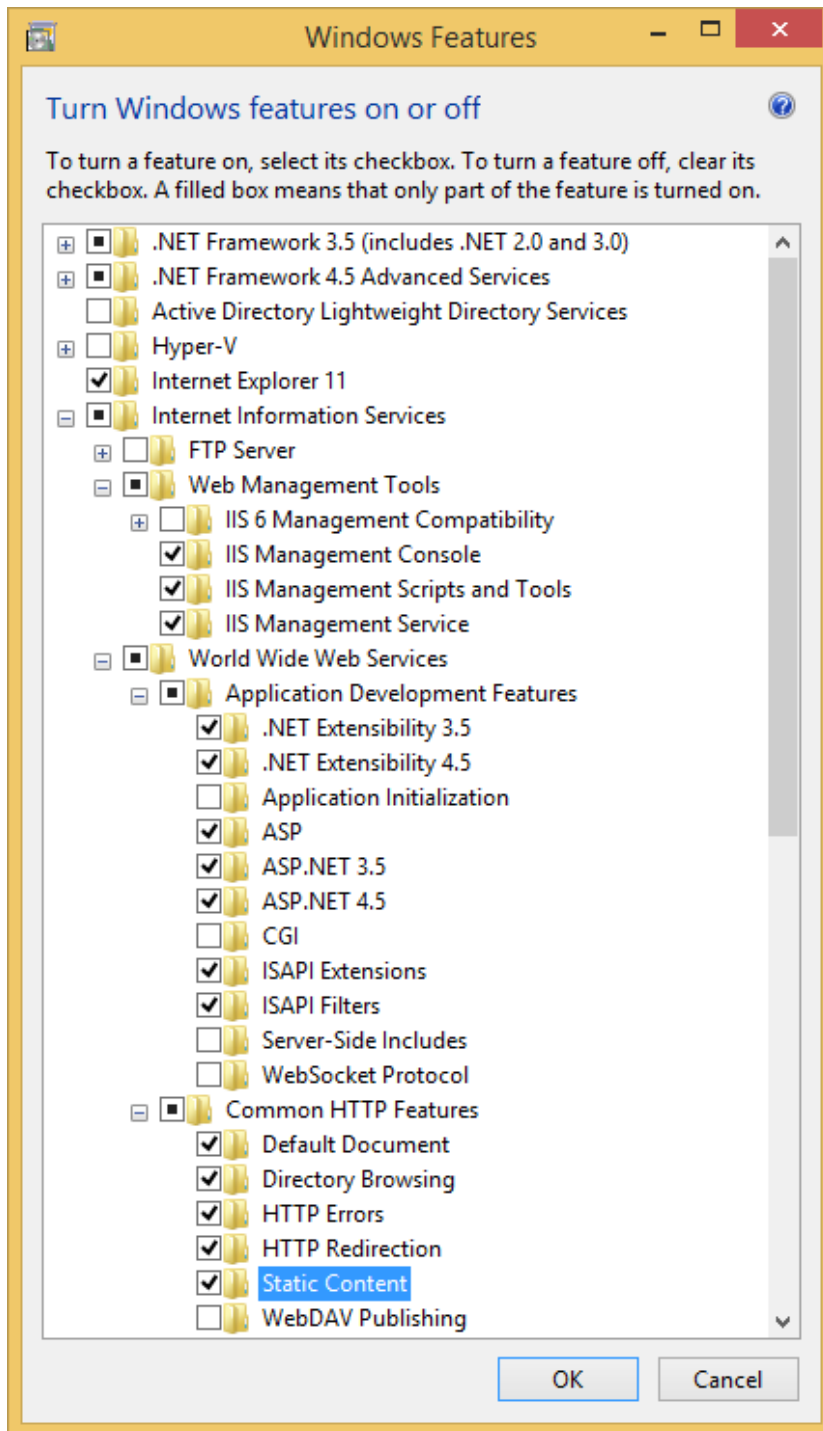 Windows Features
Turn Windows features on or off
To turn a feature on, select its checkbox. To turn a feature off, clear its
checkbox. A filled box means that only part of the feature is turned on.
.NET Framework 3.5 (includes .NET 2.0 and 3.0)
.NET Framework 4.5 Advanced Services
Active Directory Lightweight Directory Services
Hyper-V
Internet Explorer 11
Internet Information Services
FTP Server
Web Management Tools
IIS 6 Management Compatibility
IIS Management Console
IIS Management Scripts and Tools
IIS Management Service
World Wide Web Services
Application Development Features
.NET Extensibility 3.5
.NET Extensibility 4.5
Application Initialization
ASP
ASP.NET 3.5
ASP.NET 4.5
CGI
ISAPI Extensions
ISAPI Filters
Server-Side Includes
WebSocket Protocol
Common HTTP Features
Default Document
Directory Browsing
HTTP Errors
HTTP Redirection
Static Content
WebDAV Publishing
OK Cancel